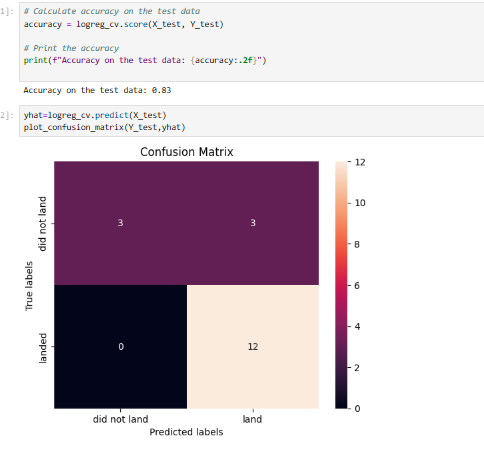 1]: # Calculate accuracy on the test data
accuracy = logreg_cv.score(X_test, Y_test)
# Print the accuracy
print(f"Accuracy on the test data: {accuracy:.2f}")
Accuracy on the test data: 0.83
2]: yhat=logreg_cv.predict(X_test)
plot_confusion_matrix(Y_test,yhat)
Confusion Matrix
True labels
did not land
landed
3 3
0 12
did not land land
Predicted labels
12
10
8
6
4
2
0